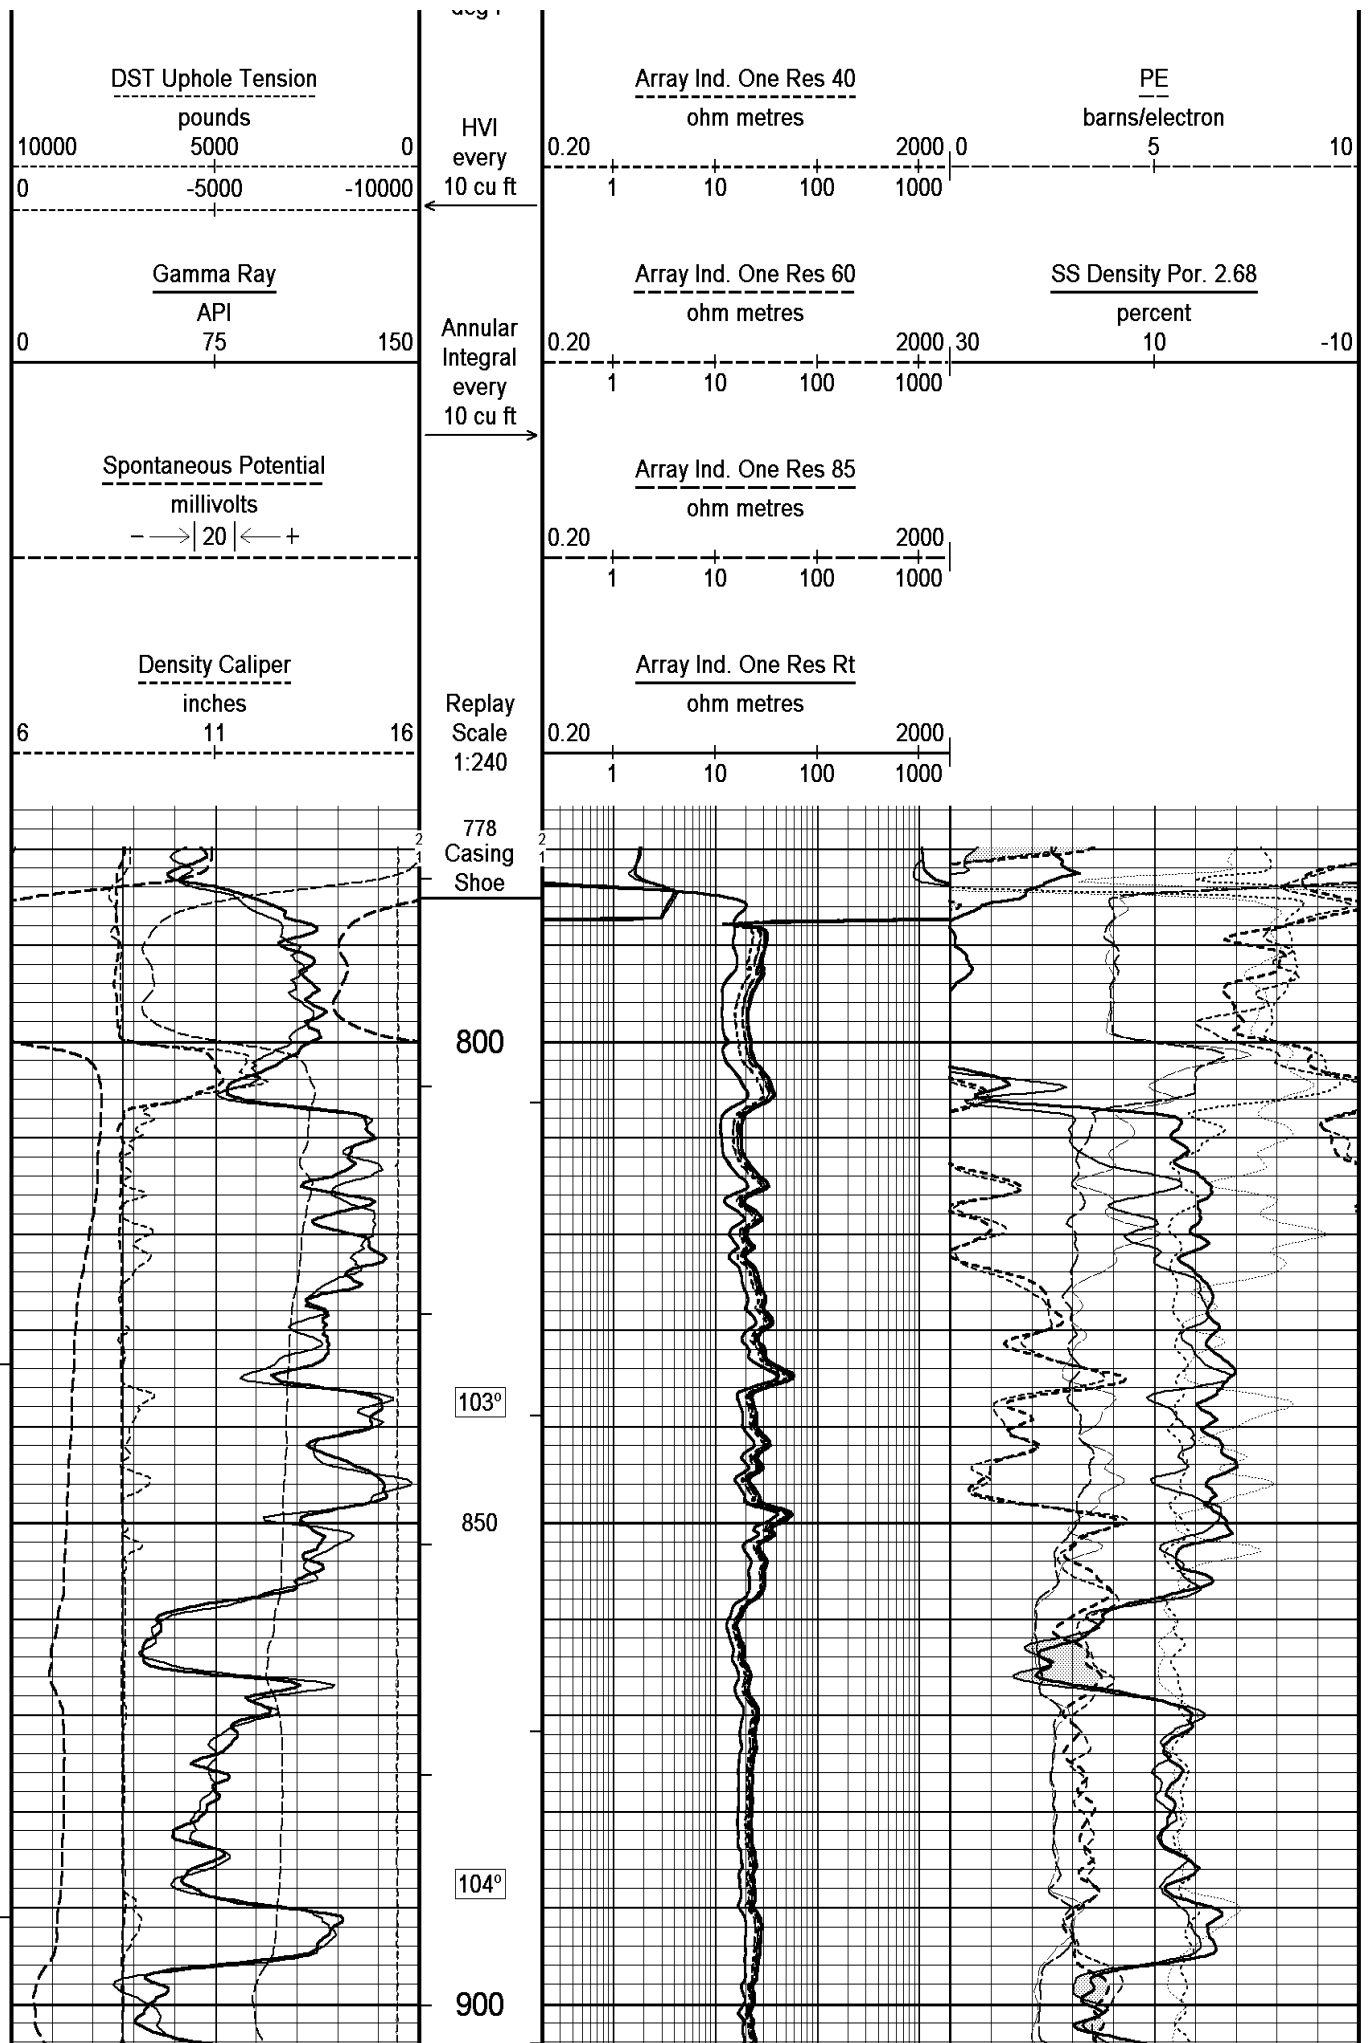 deg F
DST Uphole Tension
pounds
10000 5000 0
0 -5000 -10000
Gamma Ray
API
0 75 150
Spontaneous Potential
millivolts
− → | 20 | ← +
Density Caliper
inches
6 11 16
HVI
every
10 cu ft
Annular
Integral
every
10 cu ft
Replay
Scale
1:240
Array Ind. One Res 40
ohm metres
0.20 2000
1 10 100 1000
Array Ind. One Res 60
ohm metres
0.20 2000
1 10 100 1000
Array Ind. One Res 85
ohm metres
0.20 2000
1 10 100 1000
Array Ind. One Res Rt
ohm metres
0.20 2000
1 10 100 1000
PE
barns/electron
0 5 10
SS Density Por. 2.68
percent
30 10 -10
778
Casing
Shoe
2 2
1 1
800
103º
850
104º
900